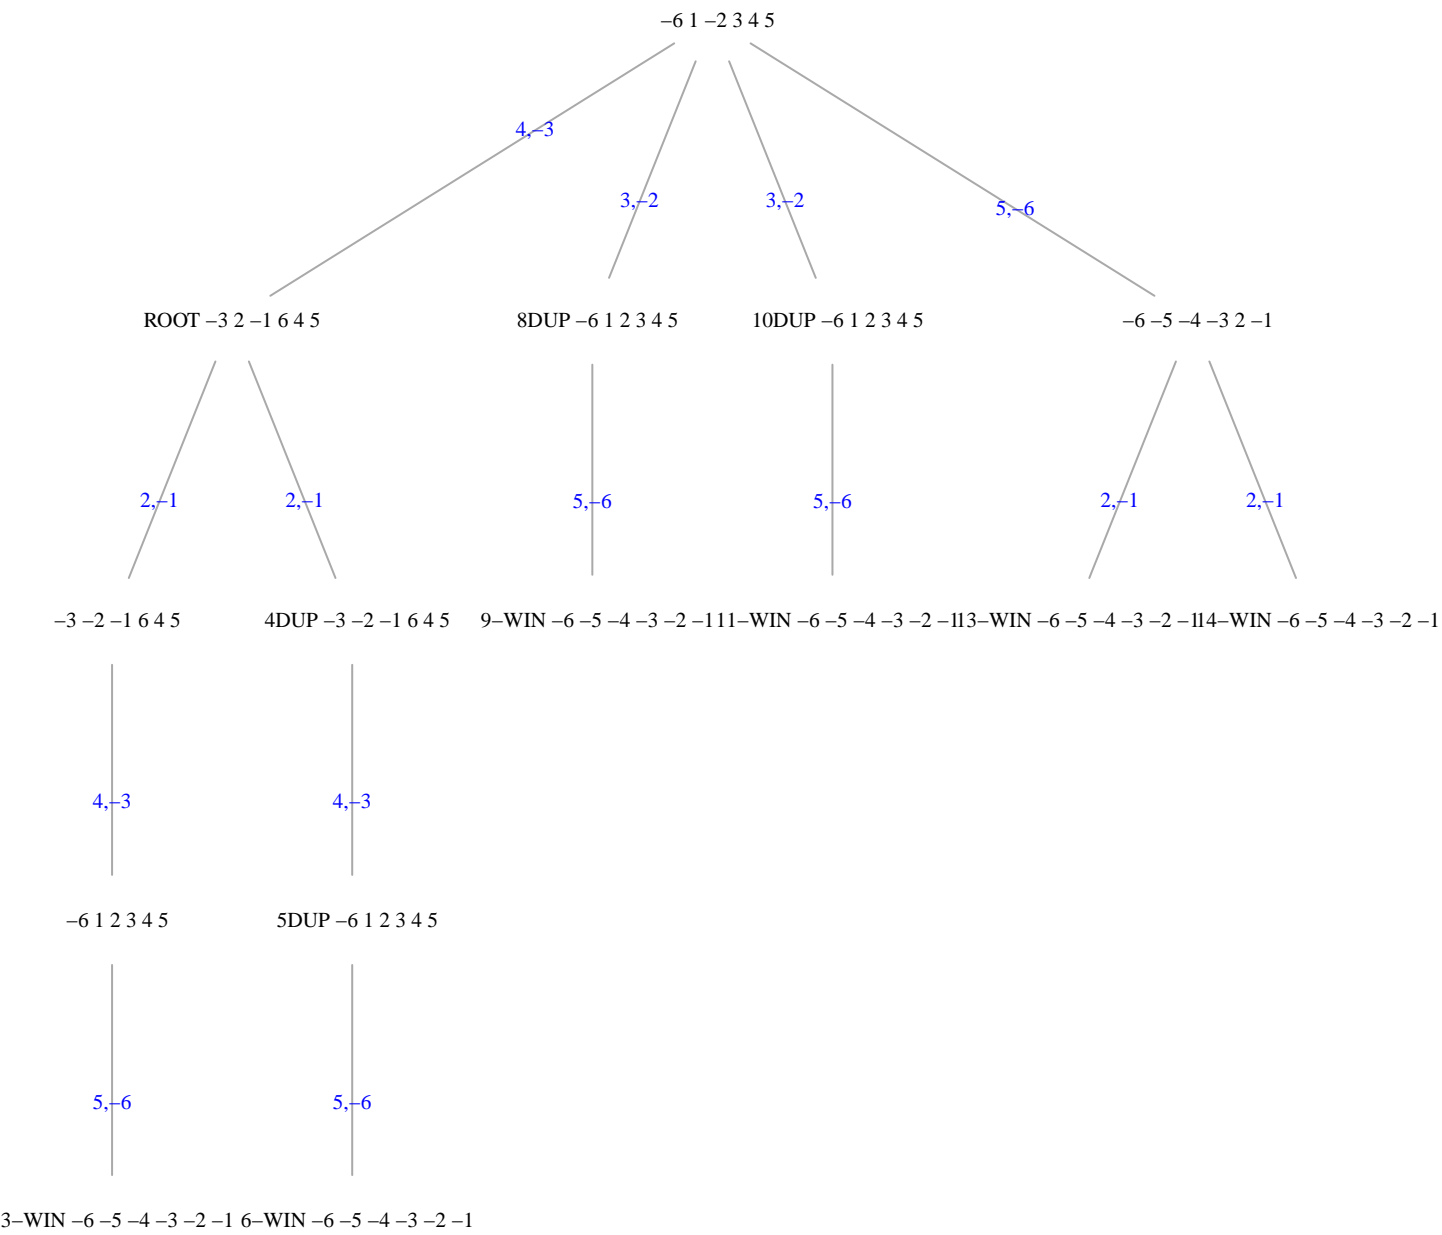 –6 1 –2 3 4 5
4,–3
3,–2
3,–2
5,–6
ROOT –3 2 –1 6 4 5
8DUP –6 1 2 3 4 5
10DUP –6 1 2 3 4 5
–6 –5 –4 –3 2 –1
2,–1
2,–1
5,–6
5,–6
2,–1
2,–1
–3 –2 –1 6 4 5
4DUP –3 –2 –1 6 4 5
9–WIN –6 –5 –4 –3 –2 –1
11–WIN –6 –5 –4 –3 –2 –1
13–WIN –6 –5 –4 –3 –2 –1
14–WIN –6 –5 –4 –3 –2 –1
4,–3
4,–3
–6 1 2 3 4 5
5DUP –6 1 2 3 4 5
5,–6
5,–6
3–WIN –6 –5 –4 –3 –2 –1
6–WIN –6 –5 –4 –3 –2 –1